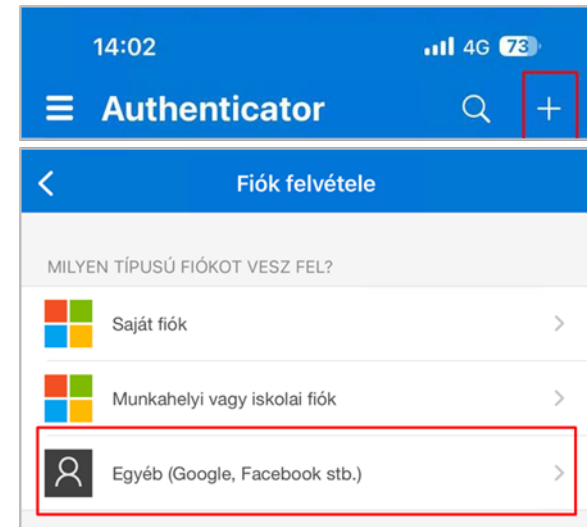 14:02 4G 73
Authenticator
Fiók felvétele
MILYEN TÍPUSÚ FIÓKOT VESZ FEL?
Saját fiók
Munkahelyi vagy iskolai fiók
Egyéb (Google, Facebook stb.)